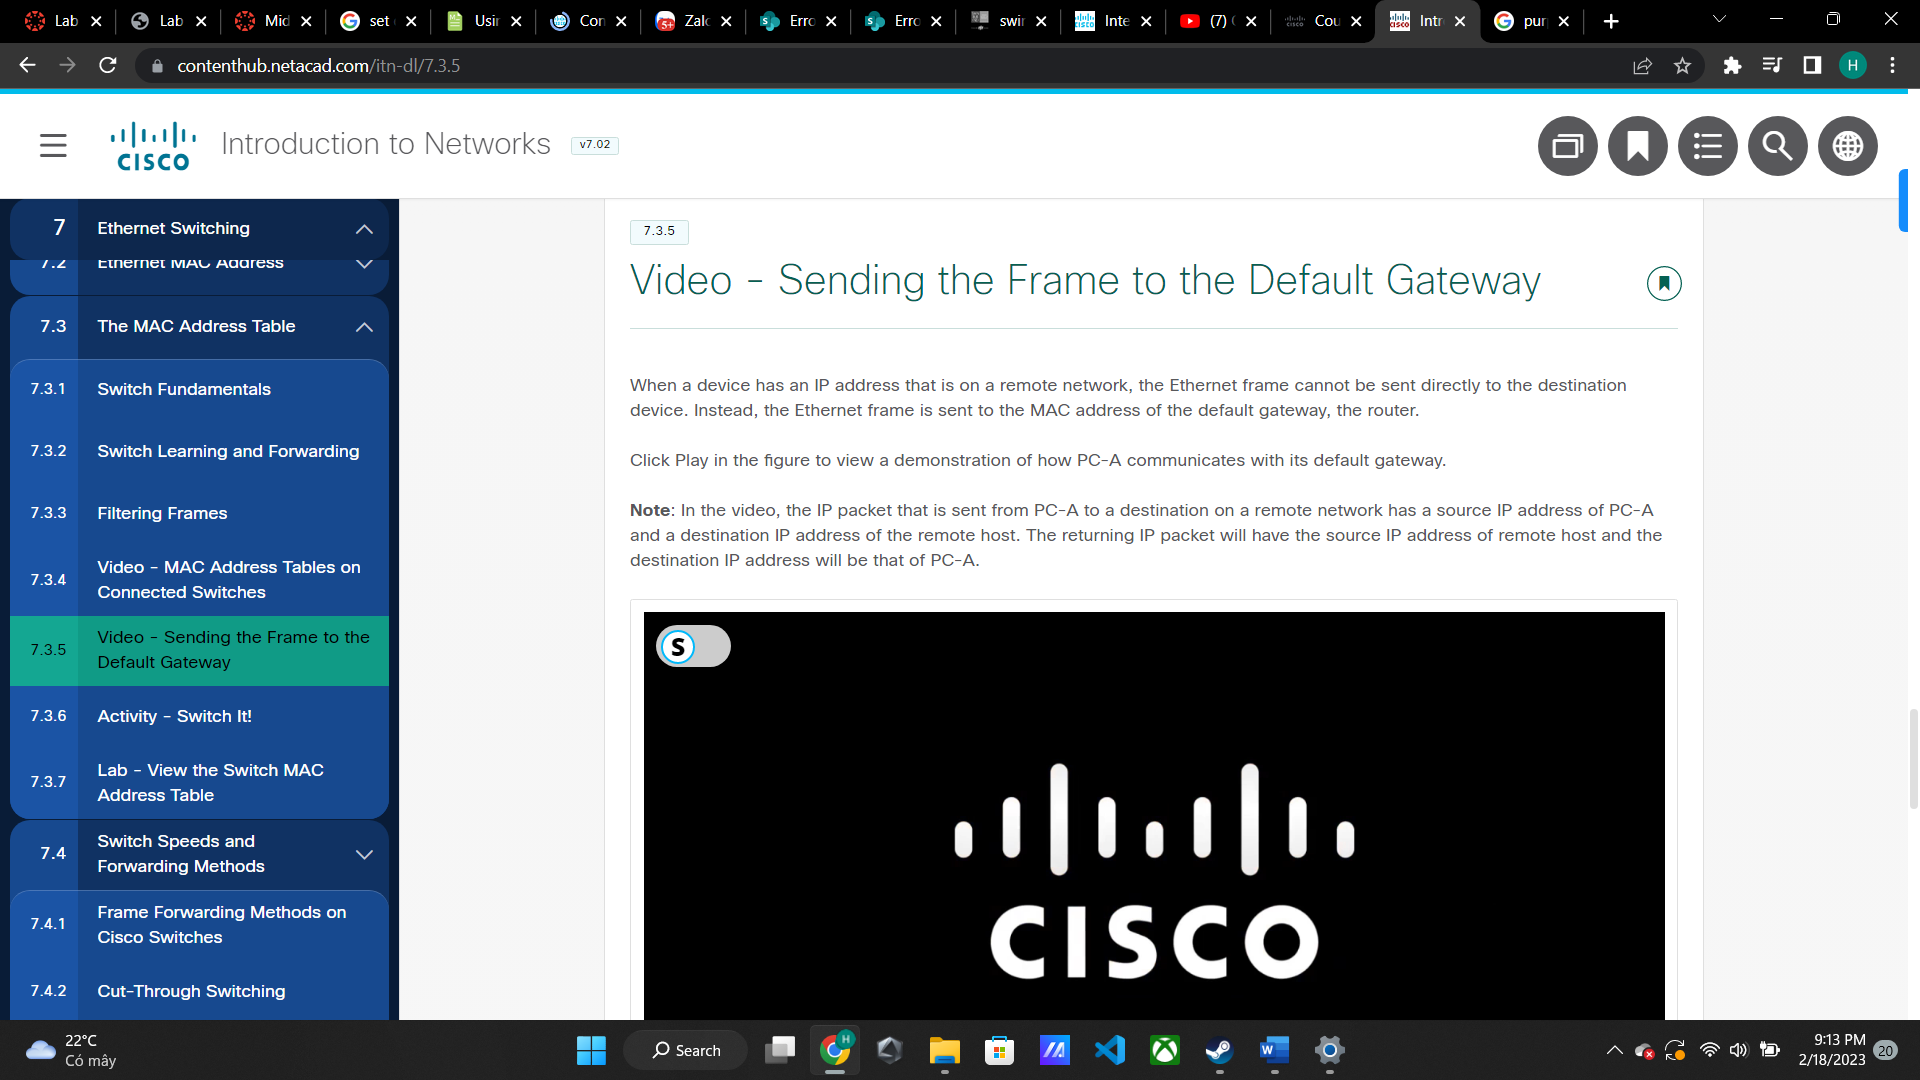 Lab
Lab
Mid
set
Usin
Con
Zalo
Erro
Erro
swi
Inte
(7)
Cou
Intr
pur
contenthub.netacad.com/itn-dl/7.3.5
H
CISCO
Introduction to Networks
v7.02
7 Ethernet Switching
7.2 Ethernet MAC Address
7.3 The MAC Address Table
7.3.1 Switch Fundamentals
7.3.2 Switch Learning and Forwarding
7.3.3 Filtering Frames
7.3.4 Video - MAC Address Tables on
Connected Switches
7.3.5 Video - Sending the Frame to the
Default Gateway
7.3.6 Activity - Switch It!
7.3.7 Lab - View the Switch MAC
Address Table
7.4 Switch Speeds and
Forwarding Methods
7.4.1 Frame Forwarding Methods on
Cisco Switches
7.4.2 Cut-Through Switching
7.3.5
Video - Sending the Frame to the Default Gateway
When a device has an IP address that is on a remote network, the Ethernet frame cannot be sent directly to the destination
device. Instead, the Ethernet frame is sent to the MAC address of the default gateway, the router.
Click Play in the figure to view a demonstration of how PC-A communicates with its default gateway.
Note: In the video, the IP packet that is sent from PC-A to a destination on a remote network has a source IP address of PC-A
and a destination IP address of the remote host. The returning IP packet will have the source IP address of remote host and the
destination IP address will be that of PC-A.
S
CISCO
22°C
Có mây
Search
H
9:13 PM
2/18/2023
20